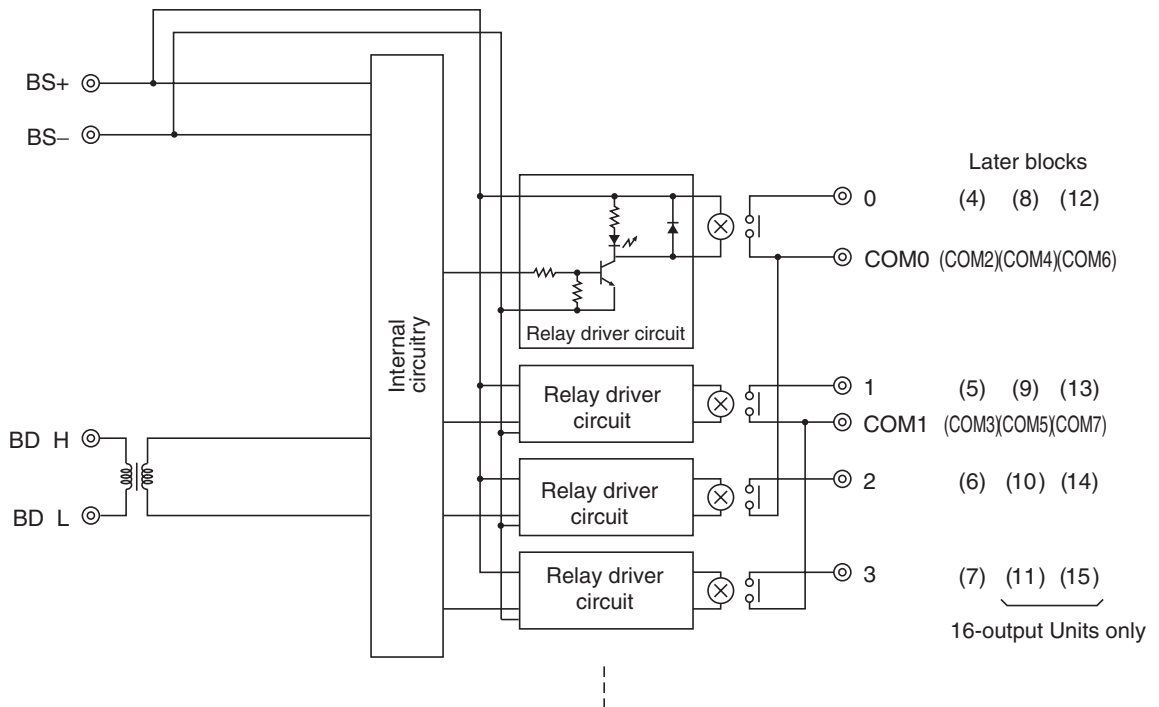 BS+
BS−
Later blocks
0 (4) (8) (12)
COM0 (COM2)(COM4)(COM6)
Relay driver circuit
Internal
circuitry
Relay driver
circuit
1 (5) (9) (13)
COM1 (COM3)(COM5)(COM7)
BD H
BD L
Relay driver
circuit
2 (6) (10) (14)
Relay driver
circuit
3 (7) (11) (15)
16-output Units only